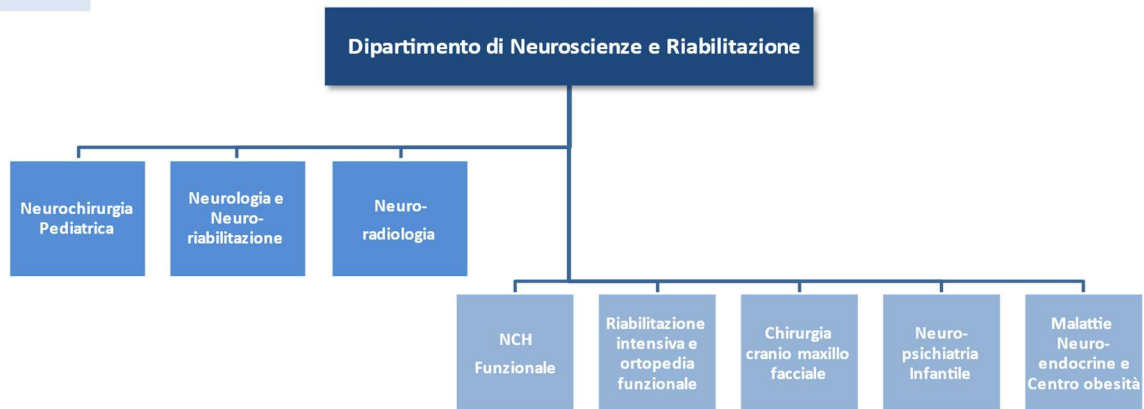 Dipartimento di Neuroscienze e Riabilitazione
Neurochirurgia
Pediatrica
Neurologia e
Neuro-
riabilitazione
Neuro-
radiologia
NCH
Funzionale
Riabilitazione
intensiva e
ortopedia
funzionale
Chirurgia
cranio maxillo
facciale
Neuro-
psichiatria
Infantile
Malattie
Neuro-
endocrine e
Centro obesità